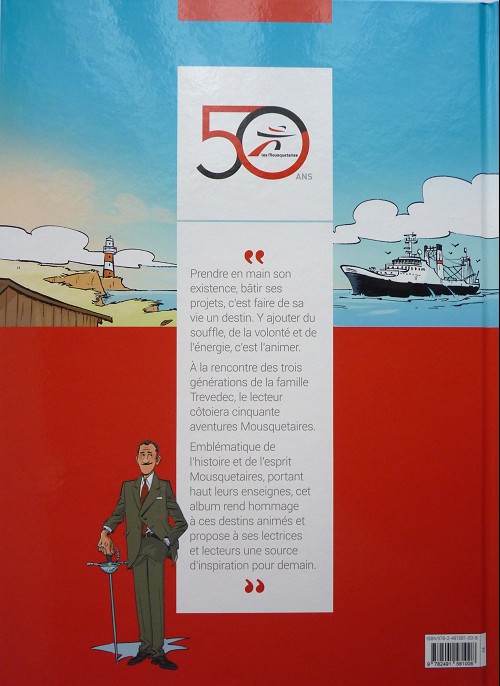 50
Les Mousquetaires
ANS
“
Prendre en main son
existence, bâtir ses
projets, c'est faire de sa
vie un destin. Y ajouter du
souffle, de la volonté et de
l'énergie, c'est l'animer.
À la rencontre des trois
générations de la famille
Trevedec, le lecteur
côtoiera cinquante
aventures Mousquetaires.
Emblématique de
l'histoire et de l'esprit
Mousquetaires, portant
haut leurs enseignes, cet
album rend hommage
à ces destins animés et
propose à ses lectrices
et lecteurs une source
d'inspiration pour demain.
”
9 782491 581008